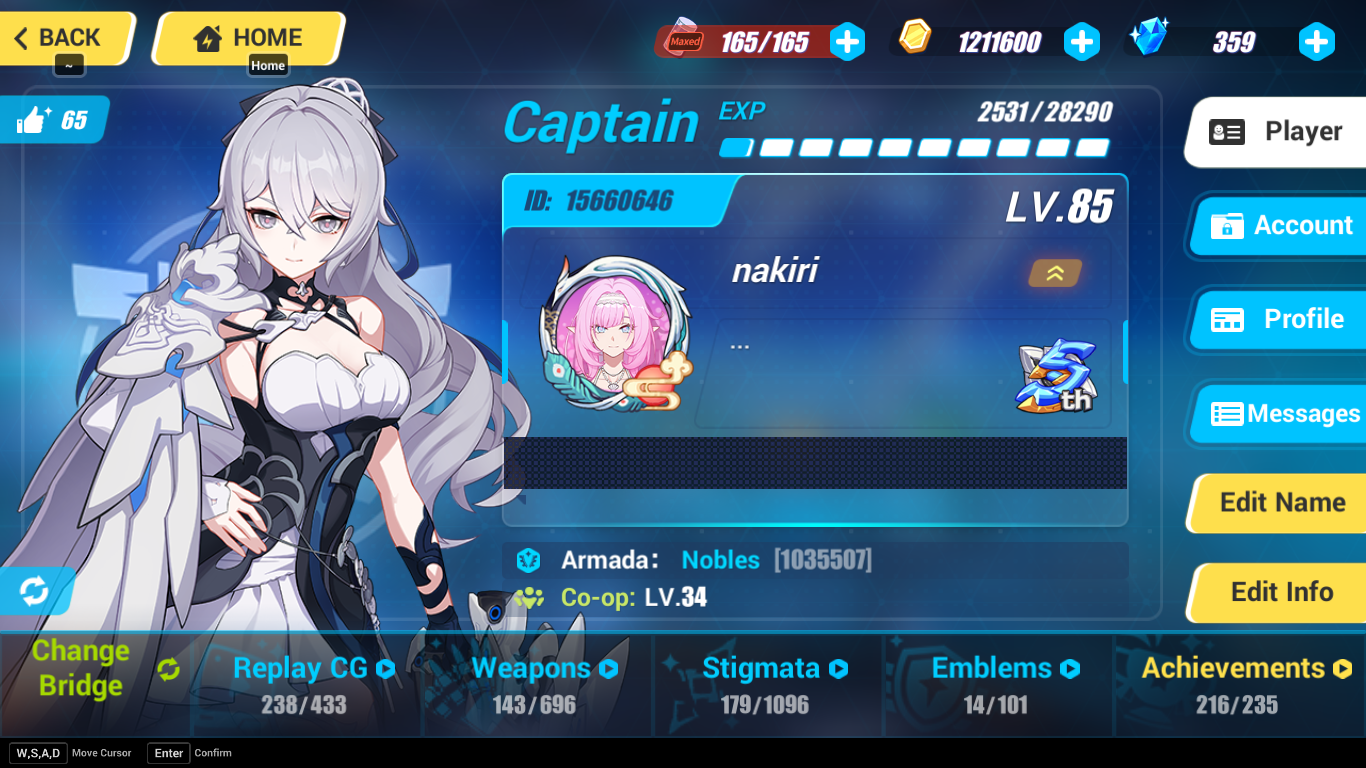 BACK
~
HOME
Home
Maxed
165/165
1211600
359
65
Captain
EXP
2531/28290
ID: 15660646
LV.85
nakiri
...
5th
Armada: Nobles [1035507]
Co-op: LV.34
Player
Account
Profile
Messages
Edit Name
Edit Info
Change
Bridge
Replay CG
238/433
Weapons
143/696
Stigmata
179/1096
Emblems
14/101
Achievements
216/235
W,S,A,D Move Cursor Enter Confirm